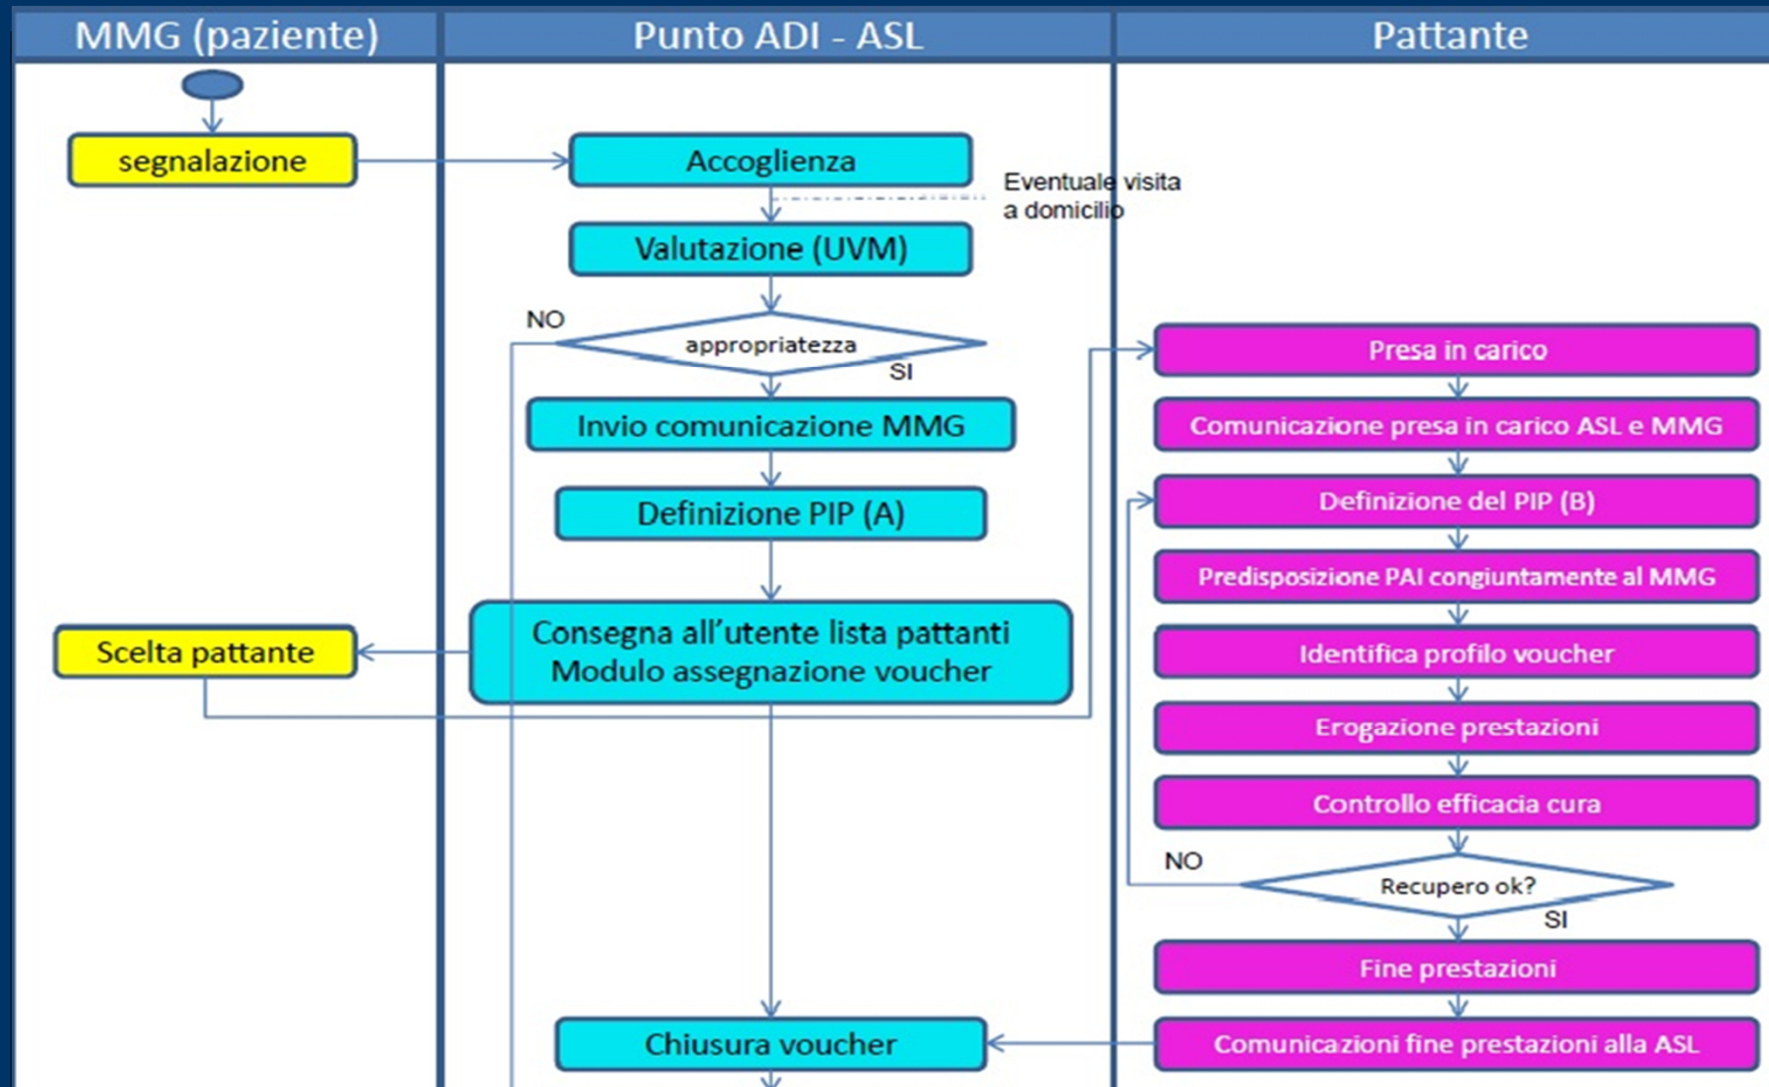 MMG (paziente)
Punto ADI - ASL
Pattante
segnalazione
Accoglienza
Eventuale visita
a domicilio
Valutazione (UVM)
NO
appropriatezza
SI
Invio comunicazione MMG
Definizione PIP (A)
Consegna all'utente lista pattanti
Modulo assegnazione voucher
Scelta pattante
Presa in carico
Comunicazione presa in carico ASL e MMG
Definizione del PIP (B)
Predisposizione PAI congiuntamente al MMG
Identifica profilo voucher
Erogazione prestazioni
Controllo efficacia cura
NO
Recupero ok?
SI
Fine prestazioni
Comunicazioni fine prestazioni alla ASL
Chiusura voucher